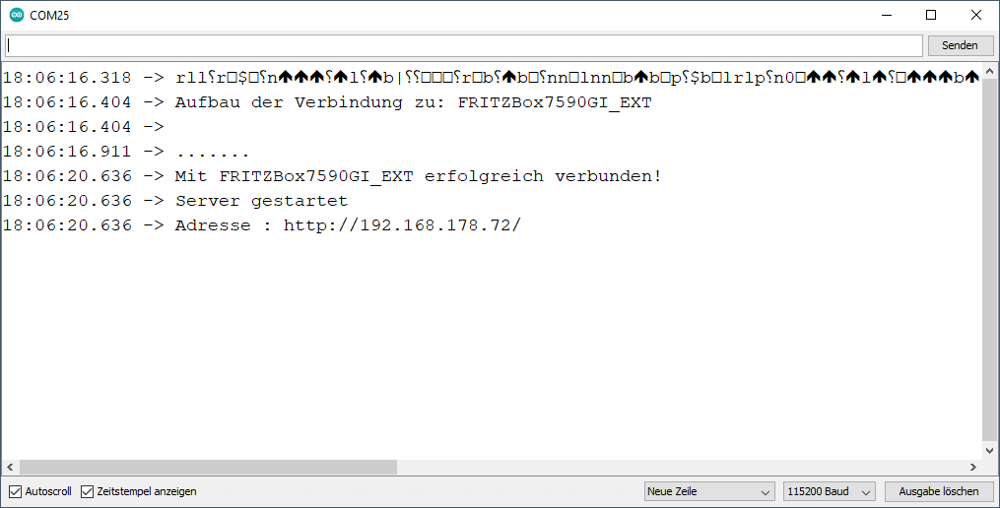 COM25
Senden
18:06:16.318 ->
18:06:16.404 -> Aufbau der Verbindung zu: FRITZBox7590GI_EXT
18:06:16.404 ->
18:06:16.911 -> .......
18:06:20.636 -> Mit FRITZBox7590GI_EXT erfolgreich verbunden!
18:06:20.636 -> Server gestartet
18:06:20.636 -> Adresse : http://192.168.178.72/
Autoscroll Zeitstempel anzeigen Neue Zeile 115200 Baud Ausgabe löschen